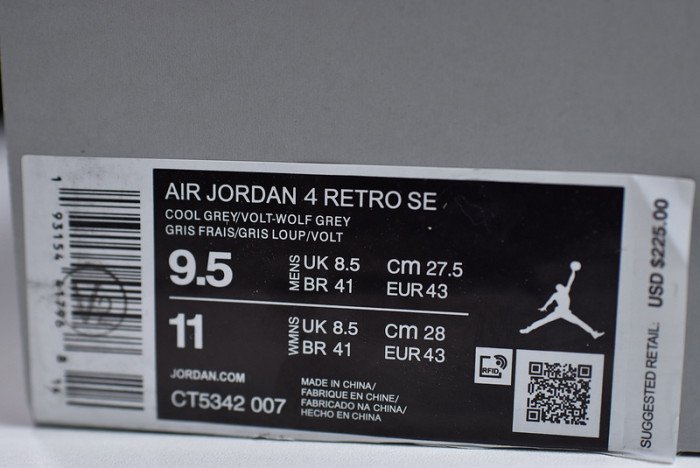 AIR JORDAN 4 RETRO SE
COOL GREY/VOLT-WOLF GREY
GRIS FRAIS/GRIS LOUP/VOLT
9.5 MENS UK 8.5 cm 27.5
BR 41 EUR 43
11 WMNS UK 8.5 cm 28
BR 41 EUR 43
JORDAN.COM
CT5342 007
MADE IN CHINA/
FABRIQUE EN CHINE/
FABRICADO NA CHINA/
HECHO EN CHINA
RFID
SUGGESTED RETAIL USD $225.00
1 93154